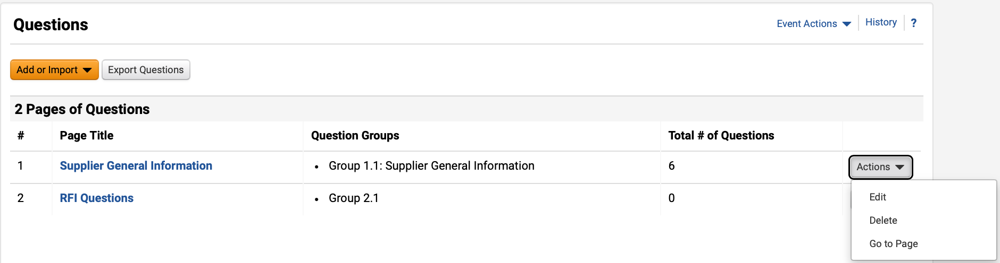 Questions
Event Actions
History
?
Add or Import
Export Questions
2 Pages of Questions
# Page Title Question Groups Total # of Questions
1 Supplier General Information • Group 1.1: Supplier General Information 6 Actions
2 RFI Questions • Group 2.1 0
Edit
Delete
Go to Page